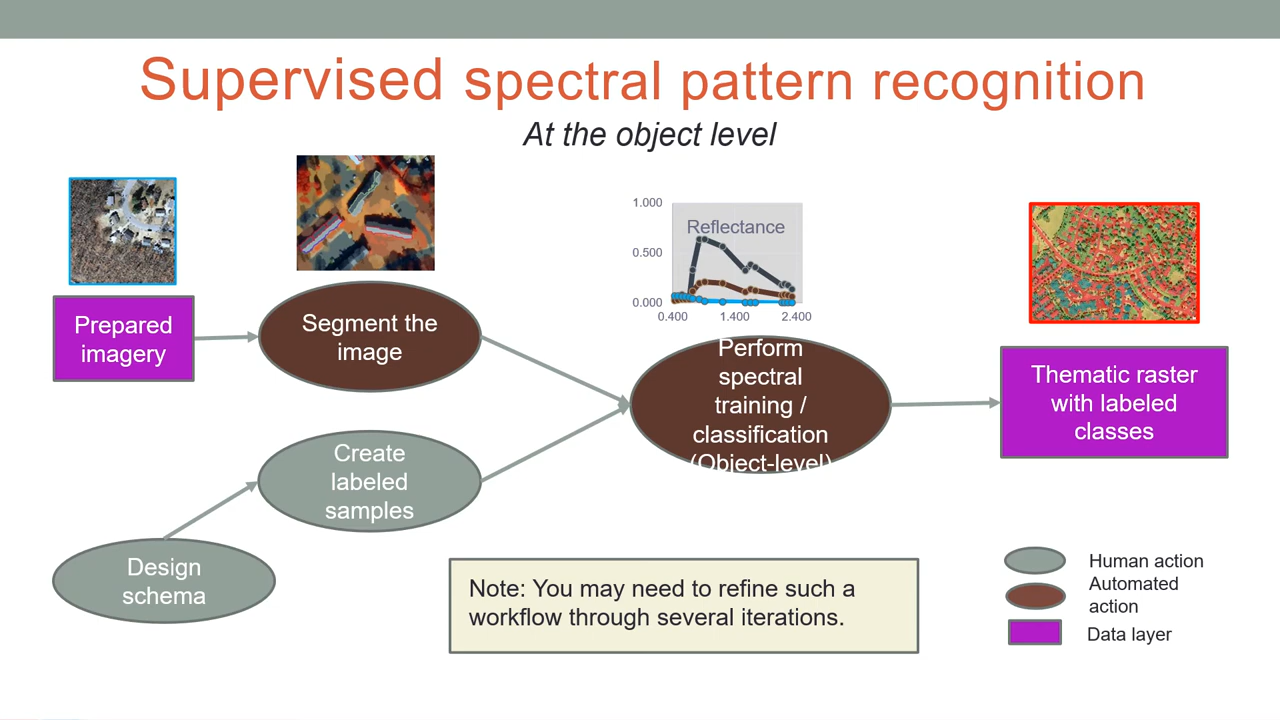 Supervised spectral pattern recognition
At the object level
Prepared
imagery
Segment the
image
Create
labeled
samples
Design
schema
1.000
0.500
0.000
Reflectance
0.400 1.400 2.400
Perform
spectral
training /
classification
(Object-level)
Thematic raster
with labeled
classes
Note: You may need to refine such a
workflow through several iterations.
Human action
Automated
action
Data layer